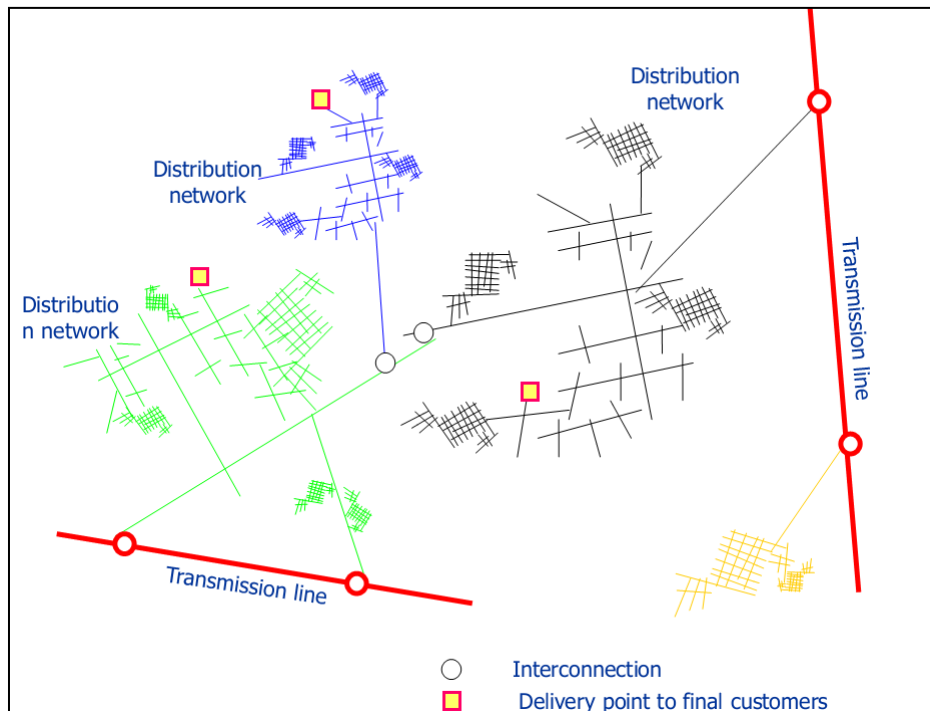 Distribution
network
Distribution
network
Distributio
n network
Transmission line
Transmission line
Interconnection
Delivery point to final customers